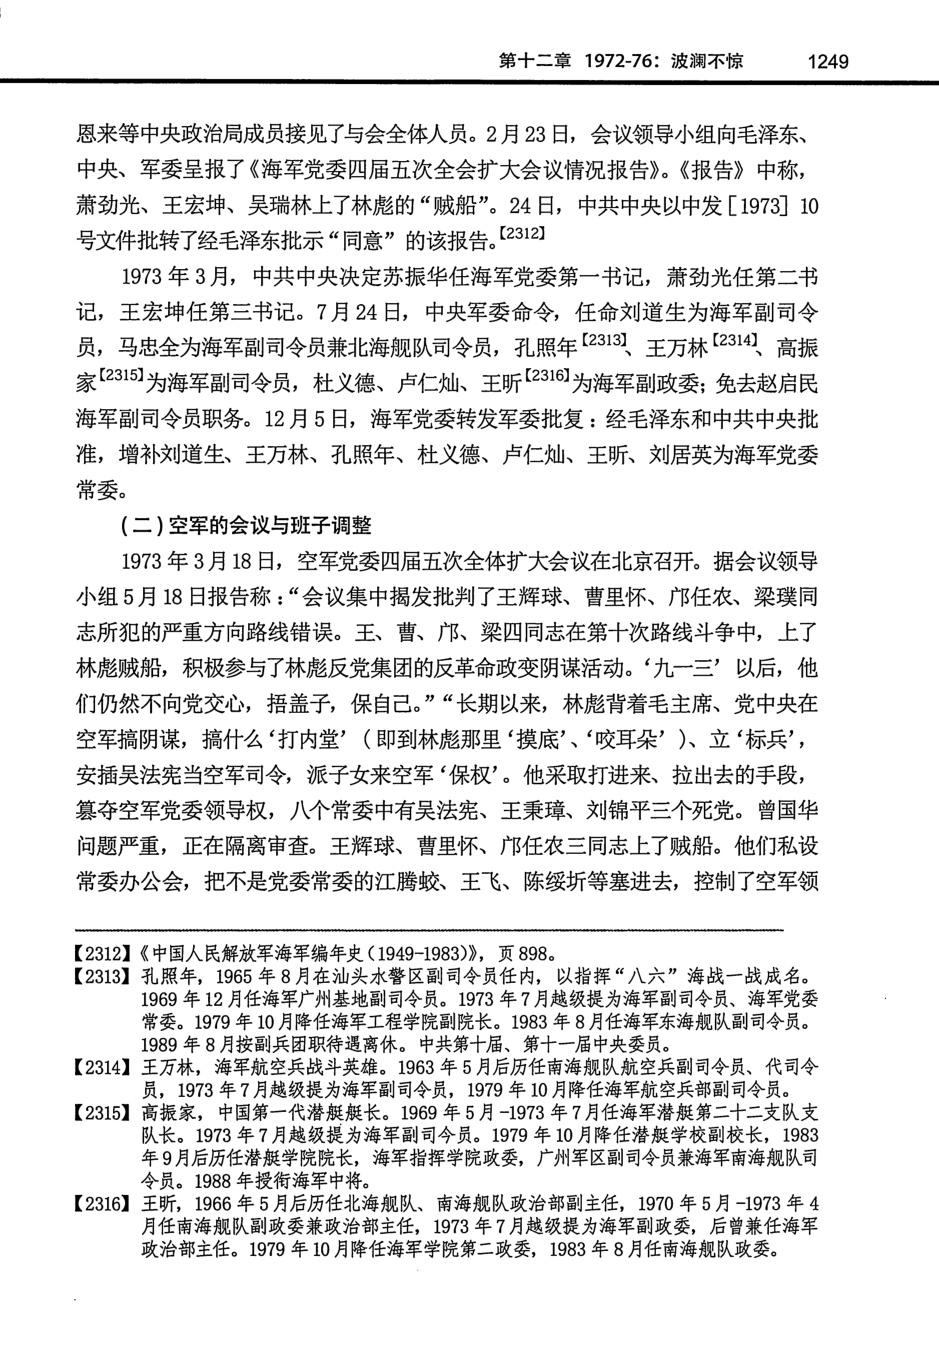 第十二章 1972-76：波澜不惊 1249
恩来等中央政治局成员接见了与会全体人员。2月23日，会议领导小组向毛泽东、
中央、军委呈报了《海军党委四届五次全会扩大会议情况报告》。《报告》中称，
萧劲光、王宏坤、吴瑞林上了林彪的“贼船”。24日，中共中央以中发［1973］10
号文件批转了经毛泽东批示“同意”的该报告。【2312】
1973年3月，中共中央决定苏振华任海军党委第一书记，萧劲光任第二书
记，王宏坤任第三书记。7月24日，中央军委命令，任命刘道生为海军副司令
员，马忠全为海军副司令员兼北海舰队司令员，孔照年【2313】、王万林【2314】、高振
家【2315】为海军副司令员，杜义德、卢仁灿、王昕【2316】为海军副政委；免去赵启民
海军副司令员职务。12月5日，海军党委转发军委批复：经毛泽东和中共中央批
准，增补刘道生、王万林、孔照年、杜义德、卢仁灿、王昕、刘居英为海军党委
常委。
(二)空军的会议与班子调整
1973年3月18日，空军党委四届五次全体扩大会议在北京召开。据会议领导
小组5月18日报告称：“会议集中揭发批判了王辉球、曹里怀、邝任农、梁璞同
志所犯的严重方向路线错误。王、曹、邝、梁四同志在第十次路线斗争中，上了
林彪贼船，积极参与了林彪反党集团的反革命政变阴谋活动。‘九一三’以后，他
们仍然不向党交心，捂盖子，保自己。”“长期以来，林彪背着毛主席、党中央在
空军搞阴谋，搞什么‘打内堂’（即到林彪那里‘摸底’、‘咬耳朵’）、立‘标兵’，
安插吴法宪当空军司令，派子女来空军‘保权’。他采取打进来、拉出去的手段，
篡夺空军党委领导权，八个常委中有吴法宪、王秉璋、刘锦平三个死党。曾国华
问题严重，正在隔离审查。王辉球、曹里怀、邝任农三同志上了贼船。他们私设
常委办公会，把不是党委常委的江腾蛟、王飞、陈绥圻等塞进去，控制了空军领
【2312】《中国人民解放军海军编年史(1949-1983)》，页898。
【2313】孔照年，1965年8月在汕头水警区副司令员任内，以指挥“八六”海战一战成名。
1969年12月任海军广州基地副司令员。1973年7月越级提为海军副司令员、海军党委
常委。1979年10月降任海军工程学院副院长。1983年8月任海军东海舰队副司令员。
1989年8月按副兵团职待遇离休。中共第十届、第十一届中央委员。
【2314】王万林，海军航空兵战斗英雄。1963年5月后历任南海舰队航空兵副司令员、代司令
员，1973年7月越级提为海军副司令员，1979年10月降任海军航空兵部副司令员。
【2315】高振家，中国第一代潜艇艇长。1969年5月-1973年7月任海军潜艇第二十二支队支
队长。1973年7月越级提为海军副司令员。1979年10月降任潜艇学校副校长，1983
年9月后历任潜艇学院院长，海军指挥学院政委，广州军区副司令员兼海军南海舰队司
令员。1988年授衔海军中将。
【2316】王昕，1966年5月后历任北海舰队、南海舰队政治部副主任，1970年5月-1973年4
月任南海舰队副政委兼政治部主任，1973年7月越级提为海军副政委，后曾兼任海军
政治部主任。1979年10月降任海军学院第二政委，1983年8月任南海舰队政委。